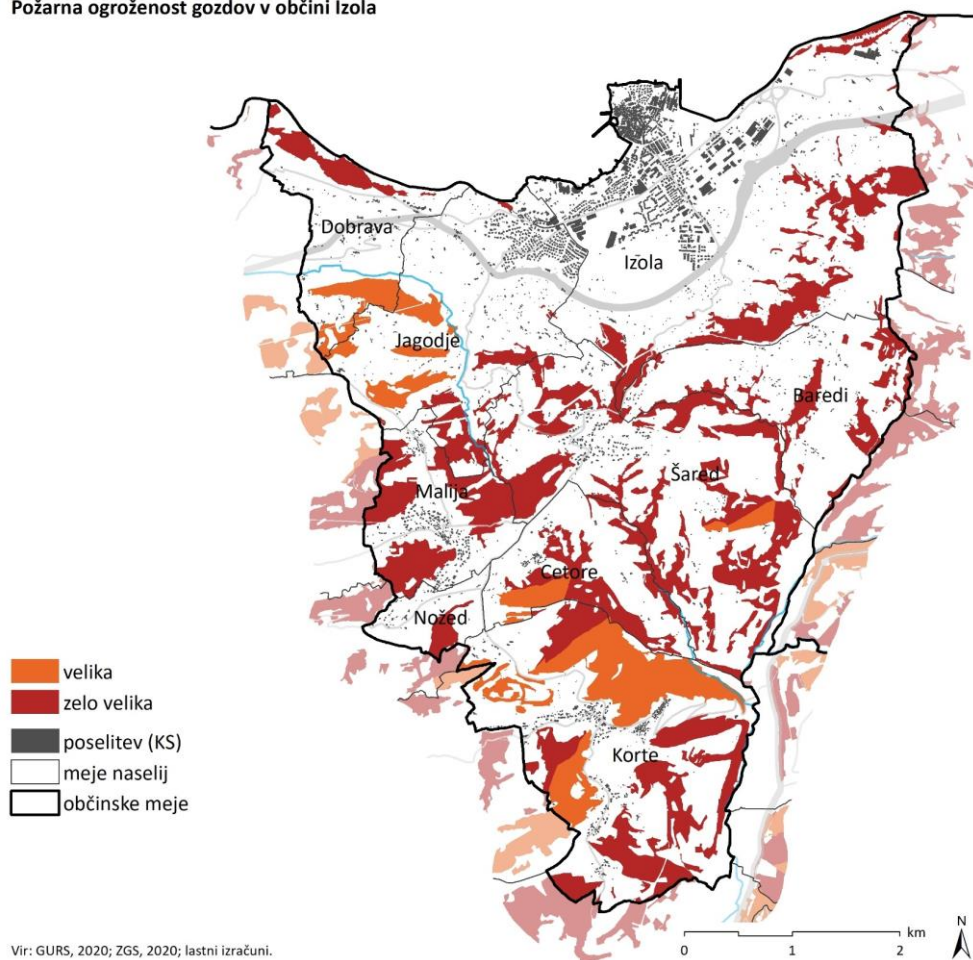 Požarna ogroženost gozdov v občini Izola
Dobrava
Izola
Jagodje
Baredi
Šared
Malija
Cetore
Nožed
Korte
velika
zelo velika
poselitev (KS)
meje naselij
občinske meje
Vir: GURS, 2020; ZGS, 2020; lastni izračuni.
km
0 1 2
N